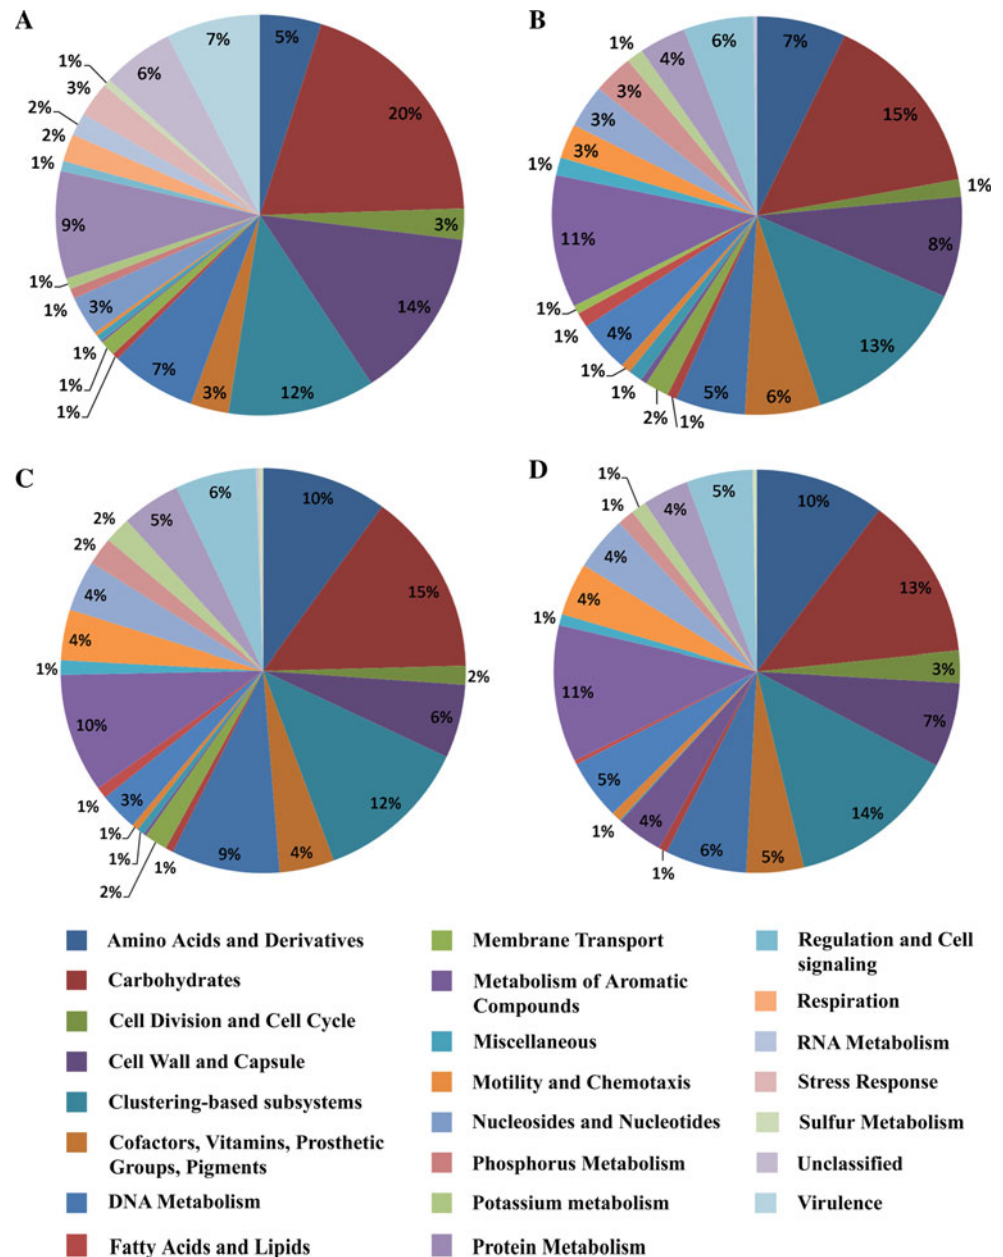 A
5%
20%
3%
14%
12%
3%
7%
1%
1%
1%
3%
1%
1%
9%
1%
2%
2%
3%
1%
6%
7%
B
7%
15%
1%
8%
13%
6%
5%
1%
2%
1%
1%
4%
1%
1%
11%
1%
3%
3%
3%
1%
4%
6%
C
10%
15%
2%
6%
12%
4%
9%
1%
2%
1%
1%
3%
1%
10%
1%
4%
4%
2%
2%
5%
6%
D
10%
13%
3%
7%
14%
5%
6%
1%
4%
1%
5%
11%
1%
4%
4%
1%
1%
4%
5%
Amino Acids and Derivatives
Carbohydrates
Cell Division and Cell Cycle
Cell Wall and Capsule
Clustering-based subsystems
Cofactors, Vitamins, Prosthetic
Groups, Pigments
DNA Metabolism
Fatty Acids and Lipids
Membrane Transport
Metabolism of Aromatic
Compounds
Miscellaneous
Motility and Chemotaxis
Nucleosides and Nucleotides
Phosphorus Metabolism
Potassium metabolism
Protein Metabolism
Regulation and Cell
signaling
Respiration
RNA Metabolism
Stress Response
Sulfur Metabolism
Unclassified
Virulence